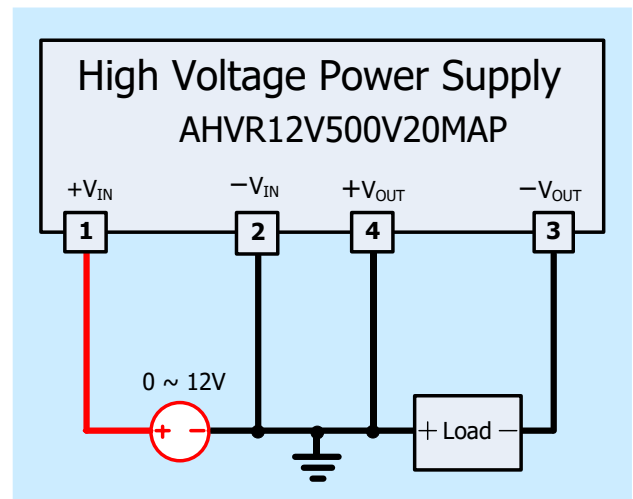 High Voltage Power Supply
AHVR12V500V20MAP
+VIN −VIN +VOUT −VOUT
1 2 4 3
0 ~ 12V
+ − + Load −